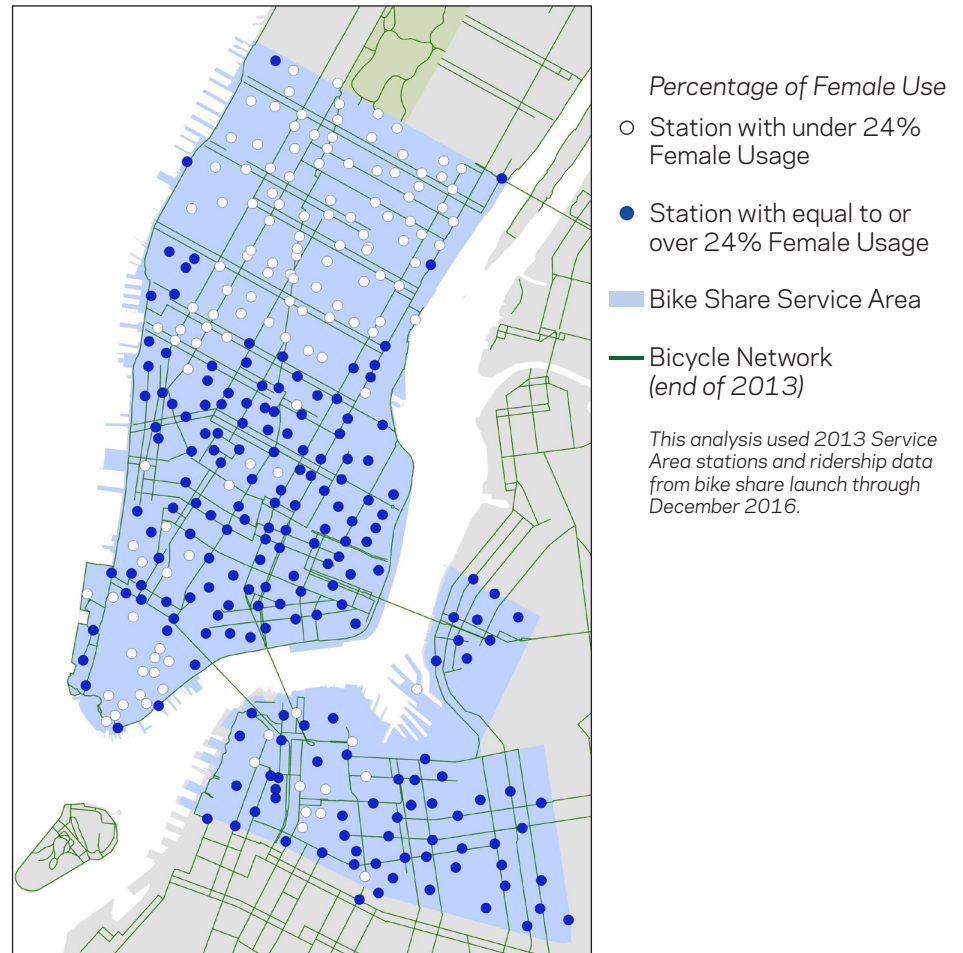 Percentage of Female Use
Station with under 24%
Female Usage
Station with equal to or
over 24% Female Usage
Bike Share Service Area
Bicycle Network
(end of 2013)
This analysis used 2013 Service
Area stations and ridership data
from bike share launch through
December 2016.